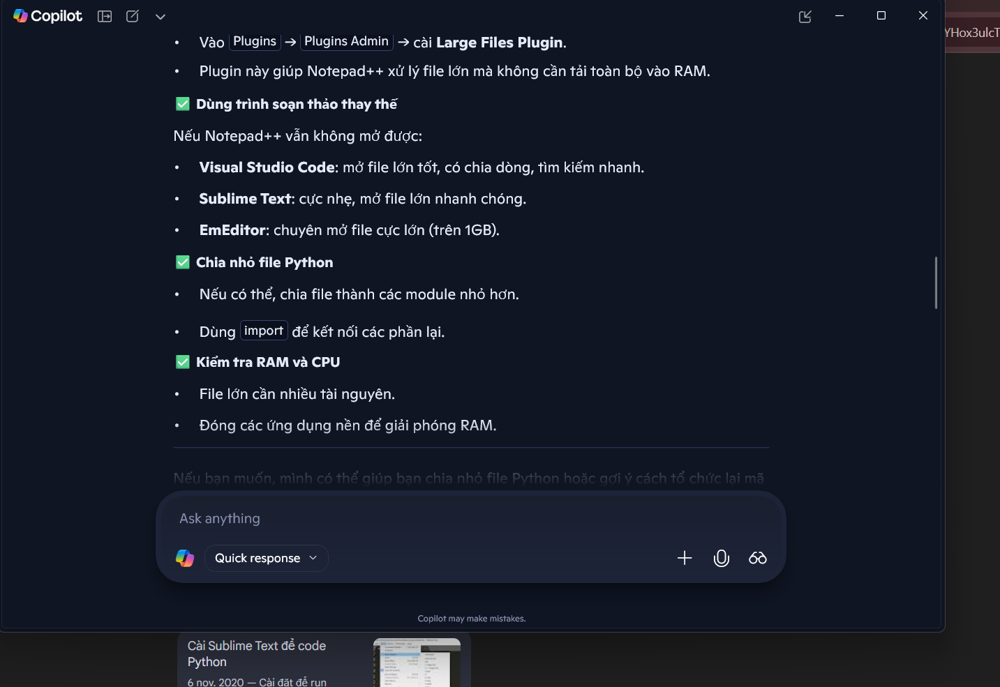 Copilot
YHox3ulcT
• Vào Plugins → Plugins Admin → cài Large Files Plugin.
• Plugin này giúp Notepad++ xử lý file lớn mà không cần tải toàn bộ vào RAM.
✅ Dùng trình soạn thảo thay thế
Nếu Notepad++ vẫn không mở được:
• Visual Studio Code: mở file lớn tốt, có chia dòng, tìm kiếm nhanh.
• Sublime Text: cực nhẹ, mở file lớn nhanh chóng.
• EmEditor: chuyên mở file cực lớn (trên 1GB).
✅ Chia nhỏ file Python
• Nếu có thể, chia file thành các module nhỏ hơn.
• Dùng import để kết nối các phần lại.
✅ Kiểm tra RAM và CPU
• File lớn cần nhiều tài nguyên.
• Đóng các ứng dụng nền để giải phóng RAM.
Nếu bạn muốn, mình có thể giúp bạn chia nhỏ file Python hoặc gợi ý cách tổ chức lại mã
Ask anything
Quick response
Copilot may make mistakes.
Cài Sublime Text để code
Python
6 nov. 2020 — Cài đặt để run